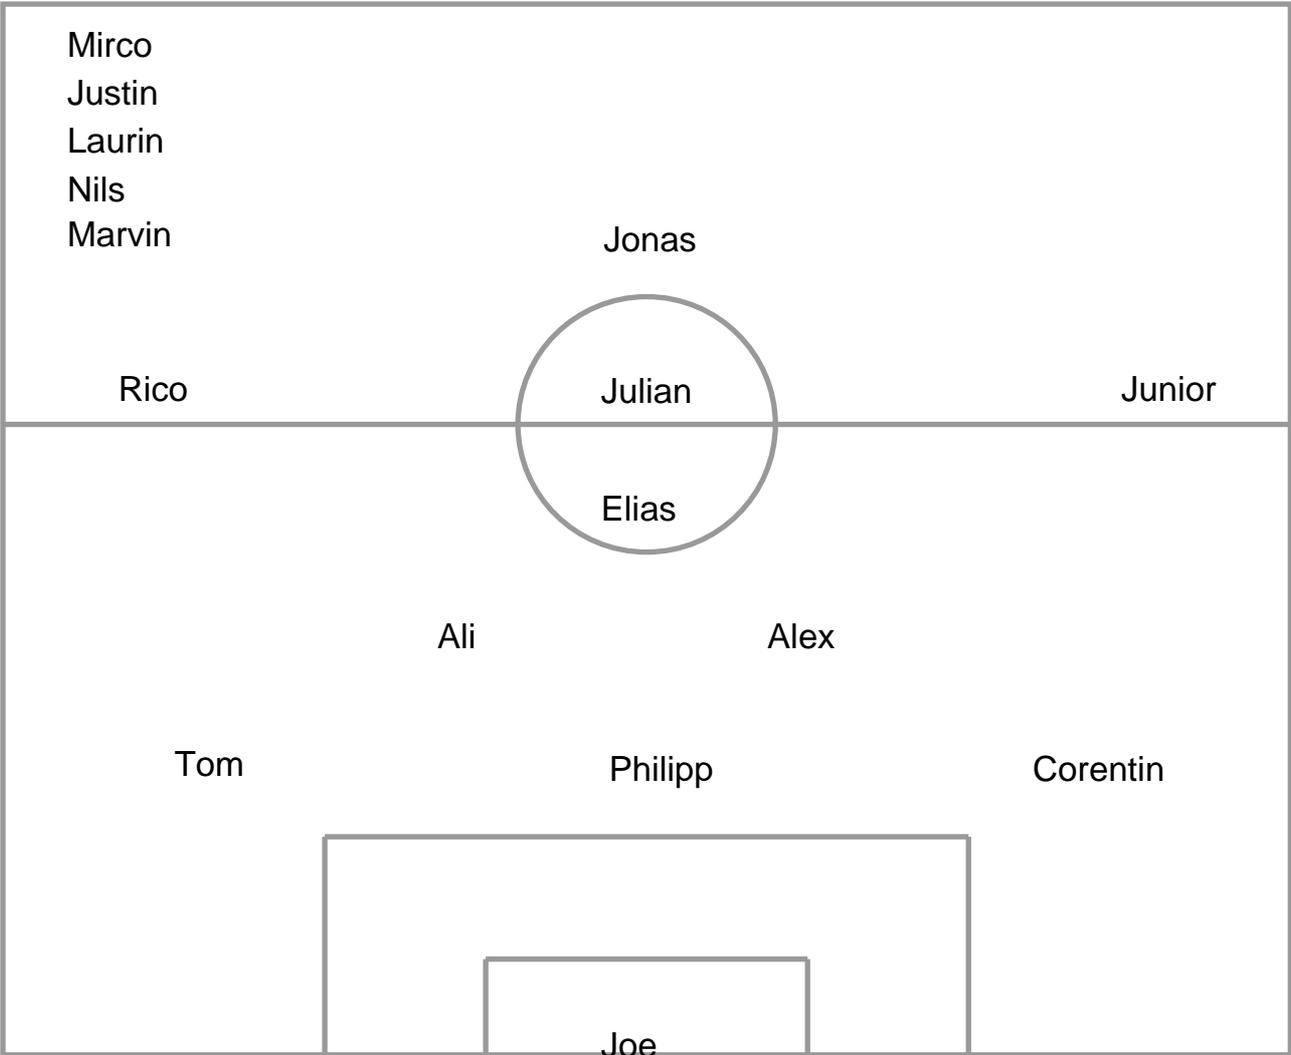 Mirco
Justin
Laurin
Nils
Marvin
Jonas
Rico Julian Junior
Elias
Ali Alex
Tom Philipp Corentin
Joe